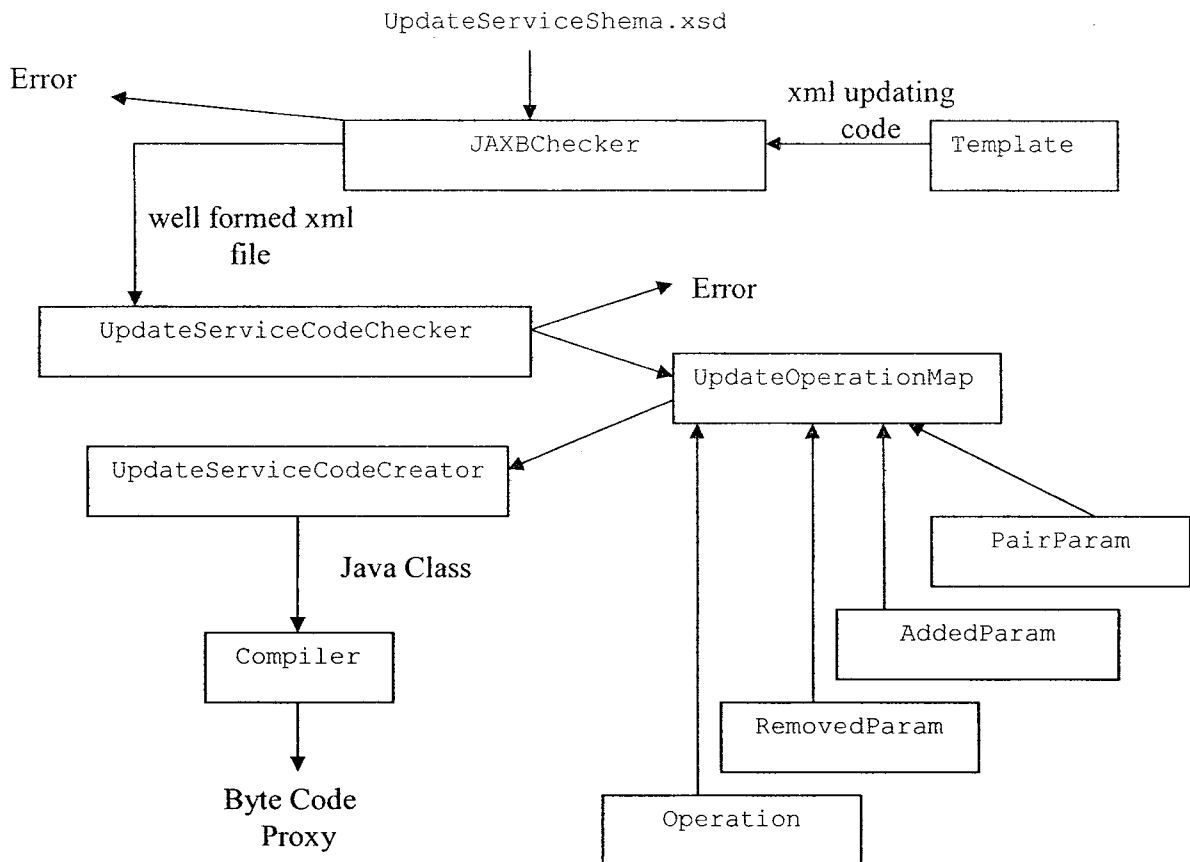 UpdateServiceShema.xsd
Error
xml updating
code
JAXBChecker
Template
well formed xml
file
Error
UpdateServiceCodeChecker
UpdateOperationMap
UpdateServiceCodeCreator
PairParam
Java Class
AddedParam
Compiler
RemovedParam
Byte Code
Proxy
Operation